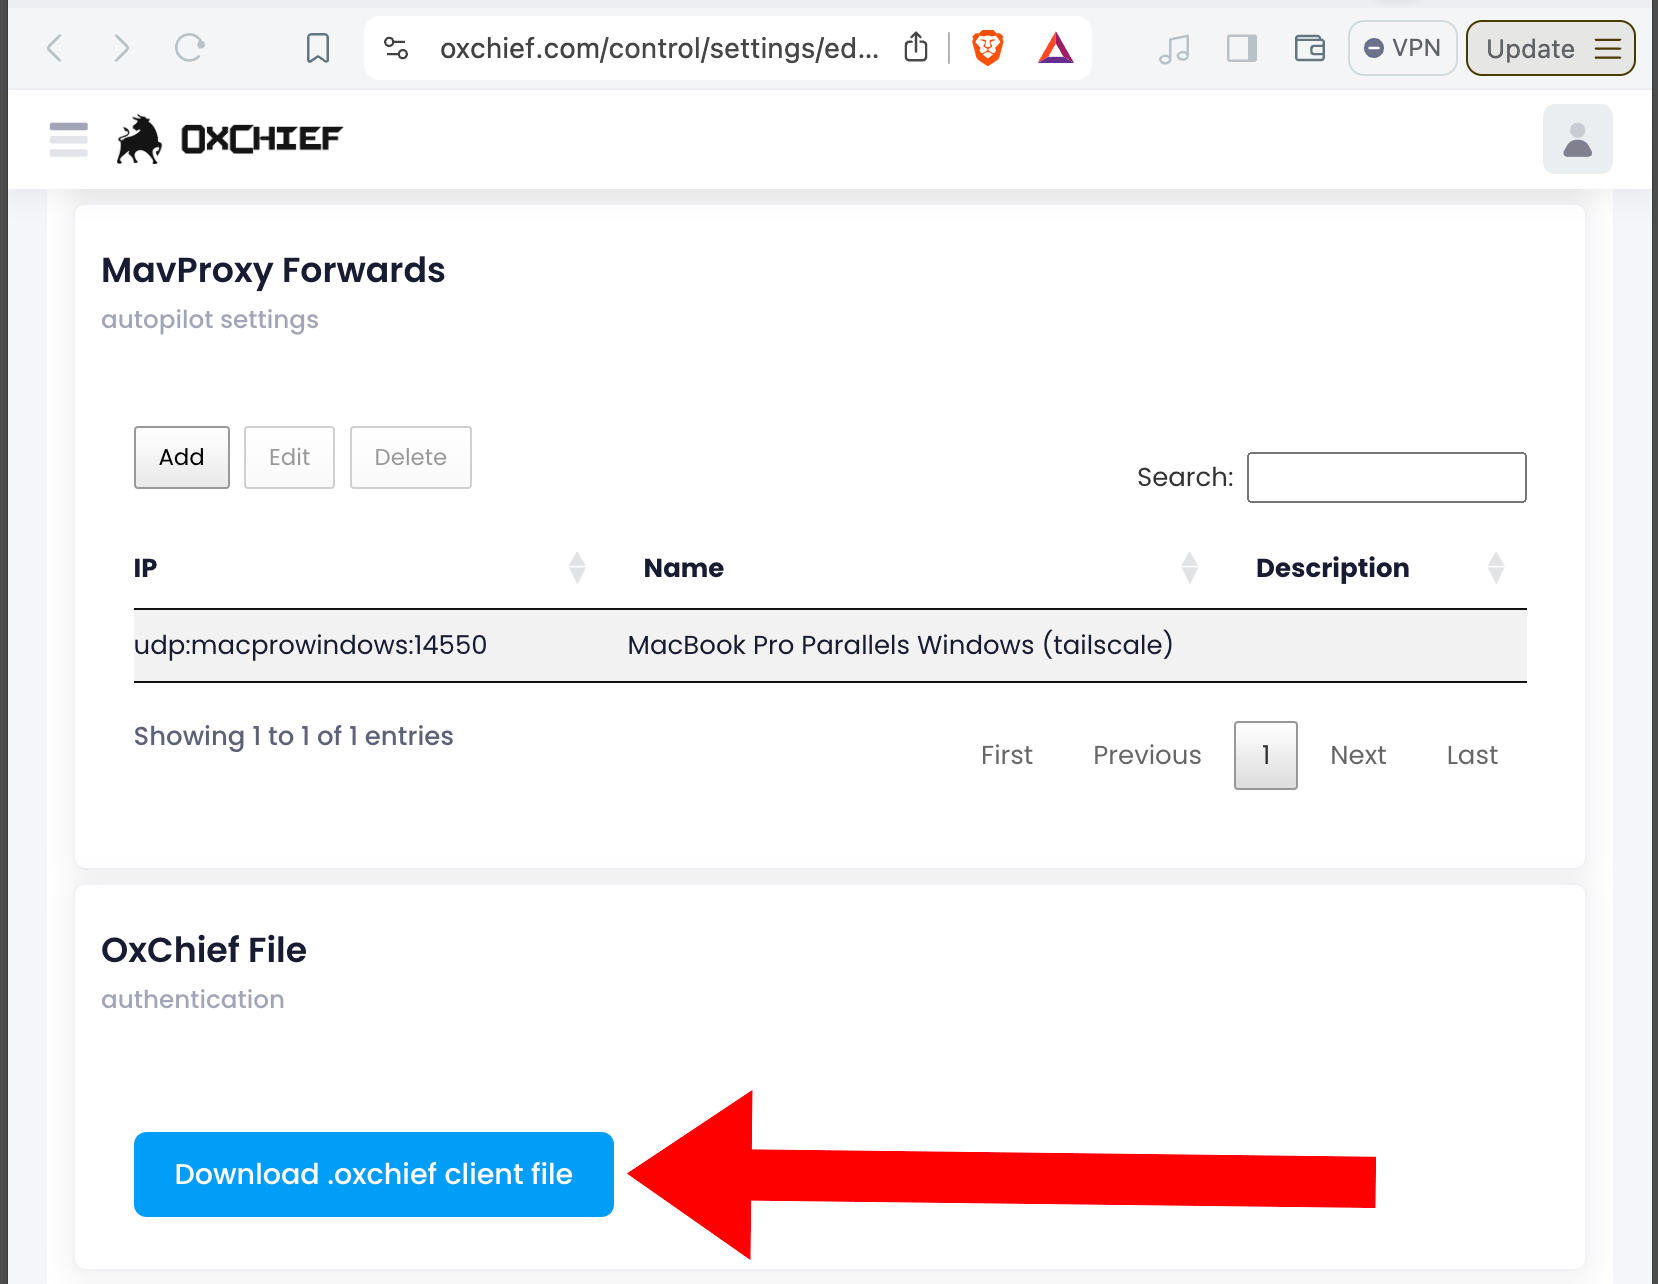 oxchief.com/control/settings/ed...
VPN
Update
OXCHIEF
MavProxy Forwards
autopilot settings
Add Edit Delete
Search:
IP Name Description
udp:macprowindows:14550 MacBook Pro Parallels Windows (tailscale)
Showing 1 to 1 of 1 entries
First Previous 1 Next Last
OxChief File
authentication
Download .oxchief client file